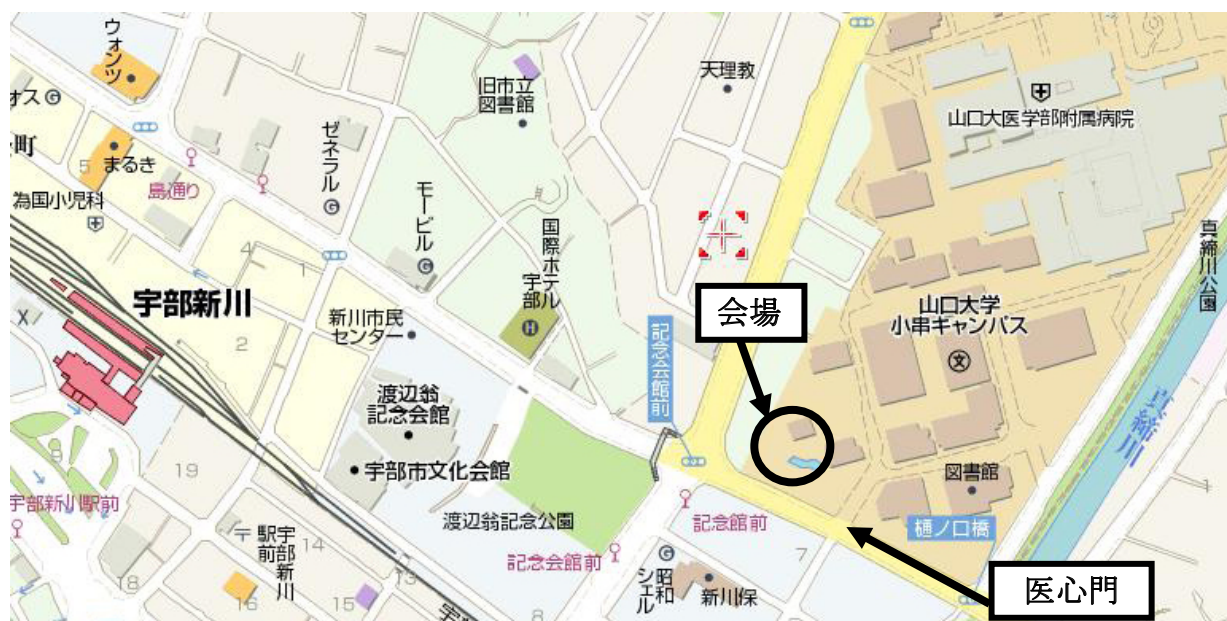 ウォンツ
ォス
町
5
まるき
為国小児科
島通り
ゼネラル
旧市立
図書館
天理教
山口大医学部附属病院
モービル
国際ホテル
宇部
H
4
1
2
宇部新川
新川市民
センター
記念会館前
会場
山口大学
小串キャンパス
文
真締川公園
真締川
渡辺翁
記念会館
宇部市文化会館
渡辺翁記念公園
図書館
樋ノ口橋
記念館前
記念会館前
医心門
9
19
宇部新川駅前
〒
宇部新川
駅前
14
13
18
16
15
8
7
1
昭和
シェル
新川保
宇